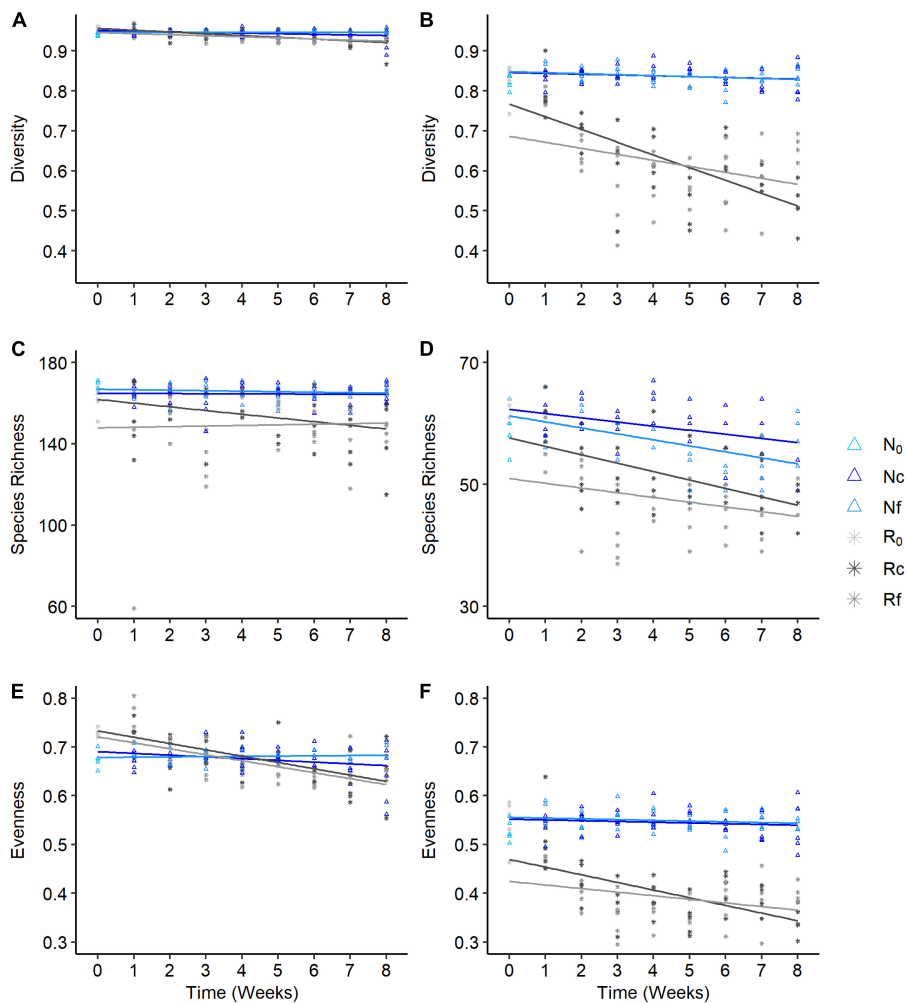 A
B
Diversity
0.9
0.8
0.7
0.6
0.5
0.4
0 1 2 3 4 5 6 7 8
Diversity
0.9
0.8
0.7
0.6
0.5
0.4
0 1 2 3 4 5 6 7 8
C
D
Species Richness
180
140
100
60
0 1 2 3 4 5 6 7 8
Species Richness
70
50
30
0 1 2 3 4 5 6 7 8
N0
Nc
Nf
R0
Rc
Rf
E
F
Evenness
0.8
0.7
0.6
0.5
0.4
0.3
0 1 2 3 4 5 6 7 8
Time (Weeks)
Evenness
0.8
0.7
0.6
0.5
0.4
0.3
0 1 2 3 4 5 6 7 8
Time (Weeks)